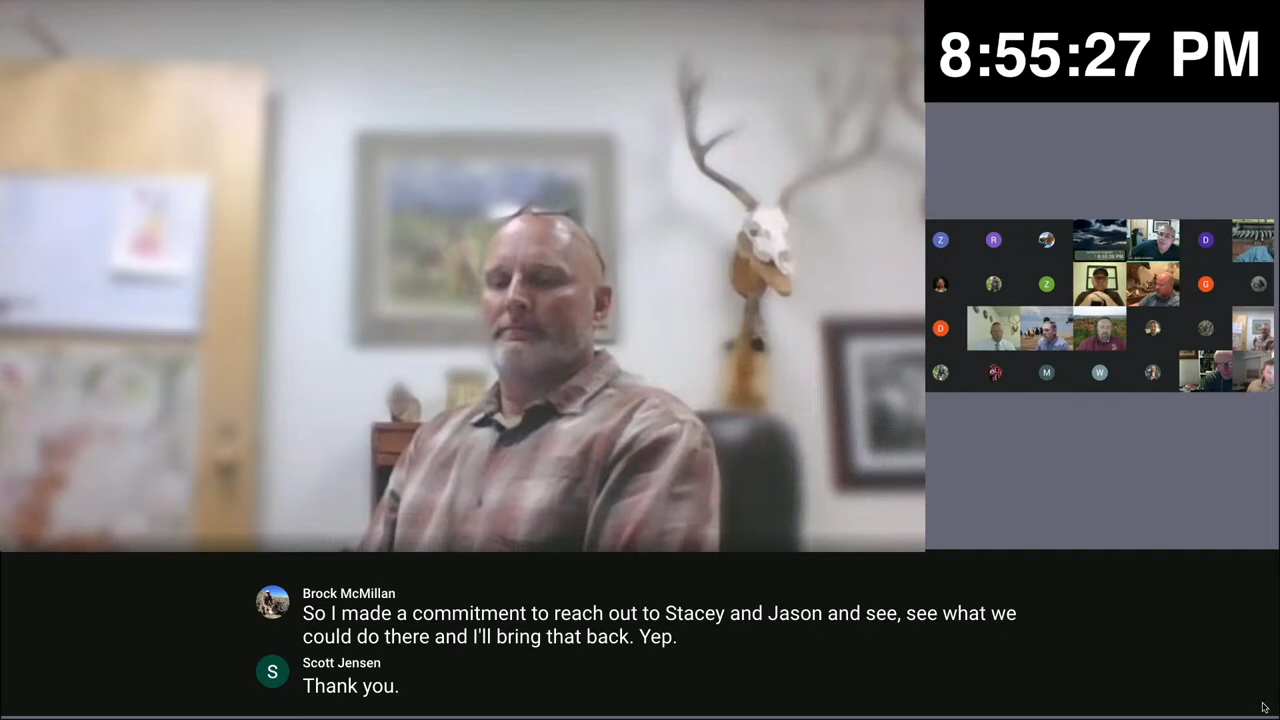 8:55:27 PM
Z
R
D
Z
G
D
M
W
Brock McMillan
So I made a commitment to reach out to Stacey and Jason and see, see what we
could do there and I'll bring that back. Yep.
S
Scott Jensen
Thank you.